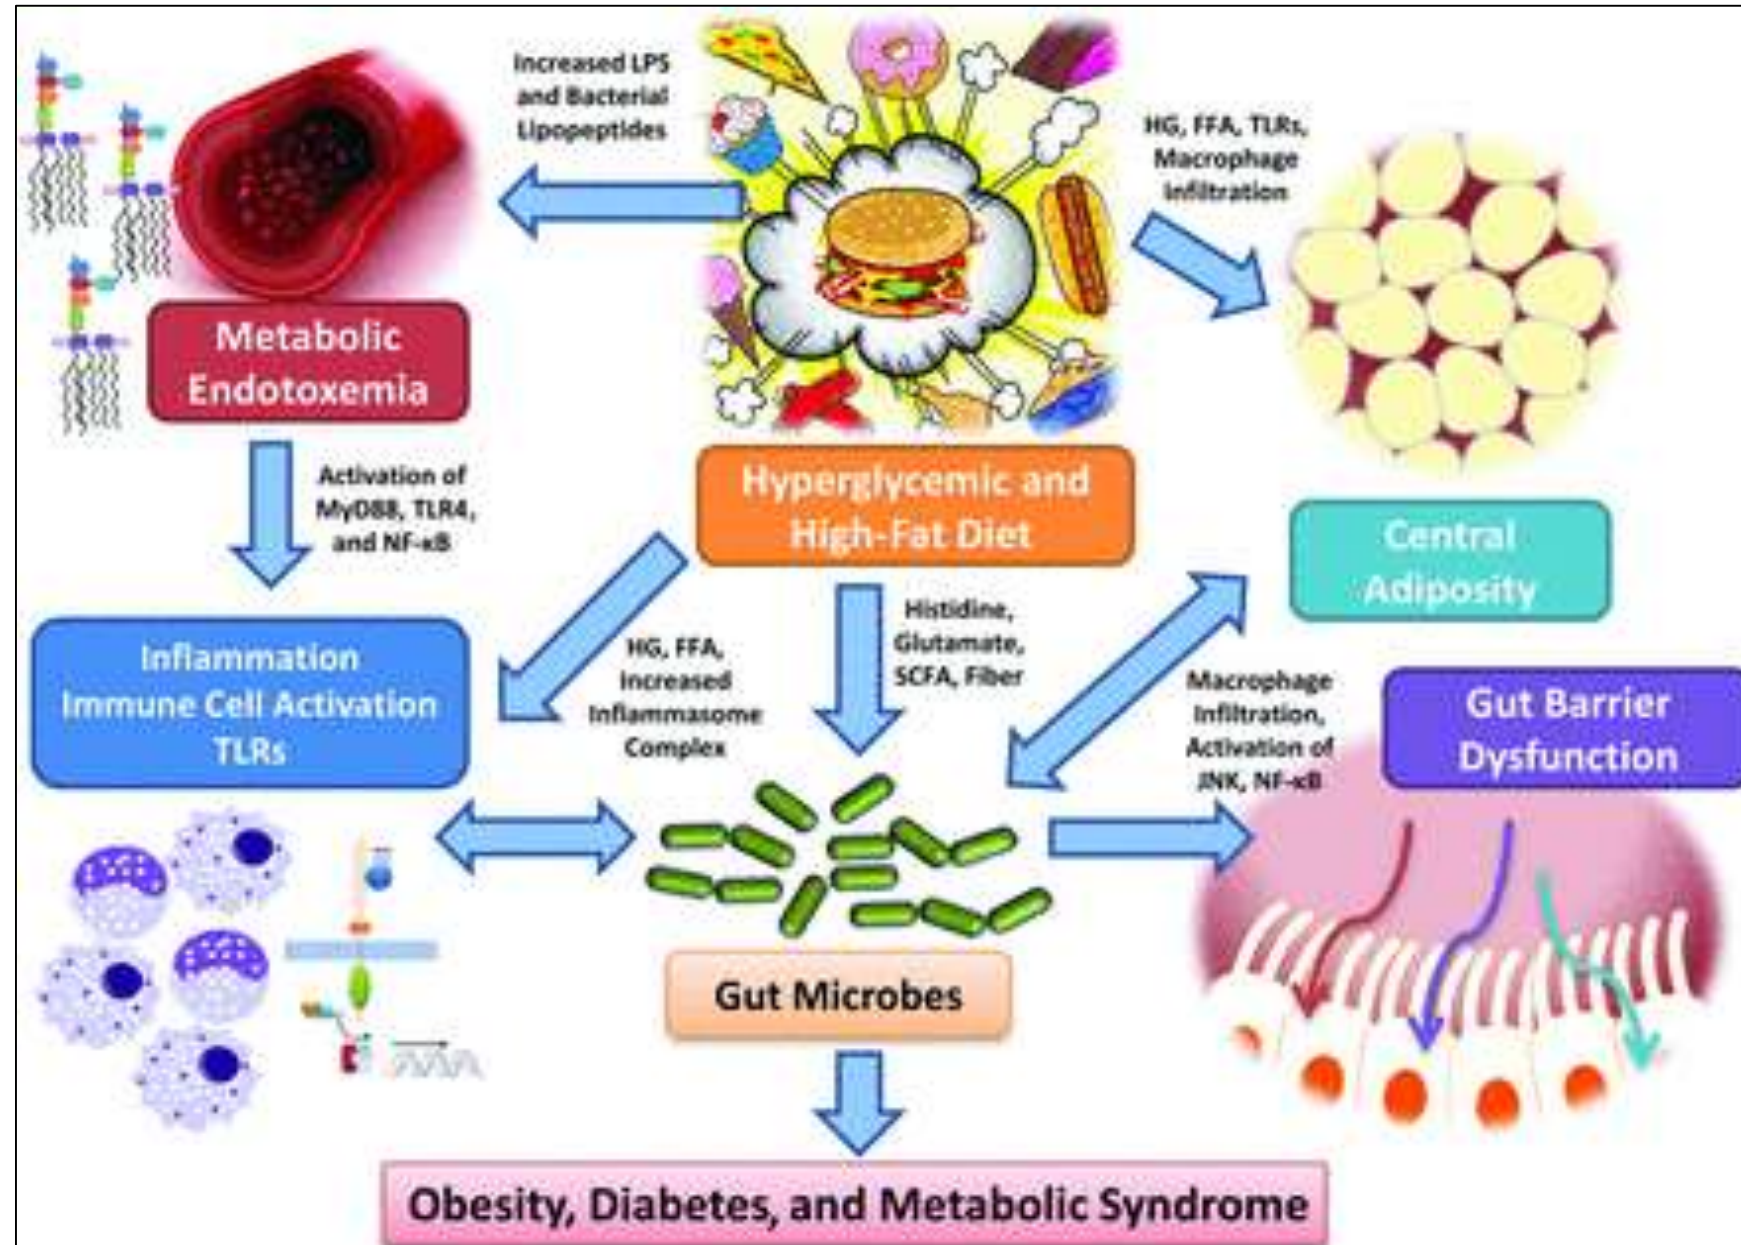 Increased LPS
and Bacterial
Lipopeptides
HG, FFA, TLRs,
Macrophage
Infiltration
Metabolic
Endotoxemia
Activation of
MyD88, TLR4,
and NF-κB
Hyperglycemic and
High-Fat Diet
Central
Adiposity
Inflammation
Immune Cell Activation
TLRs
HG, FFA,
Increased
Inflammasome
Complex
Histidine,
Glutamate,
SCFA, Fiber
Macrophage
Infiltration,
Activation of
JNK, NF-κB
Gut Barrier
Dysfunction
Gut Microbes
Obesity, Diabetes, and Metabolic Syndrome